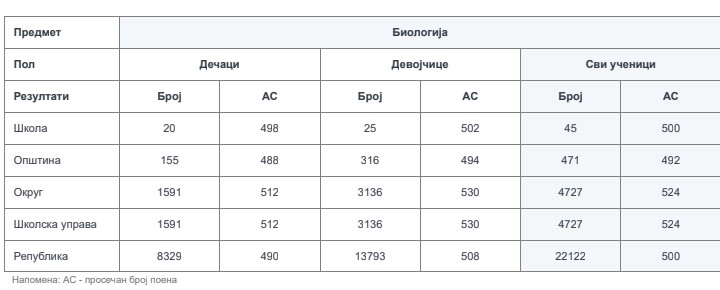 Предмет Биологија
Пол Дечаци Девојчице Сви ученици
Резултати Број АС Број АС Број АС
Школа 20 498 25 502 45 500
Општина 155 488 316 494 471 492
Округ 1591 512 3136 530 4727 524
Школска управа 1591 512 3136 530 4727 524
Република 8329 490 13793 508 22122 500
Напомена: АС - просечан број поена